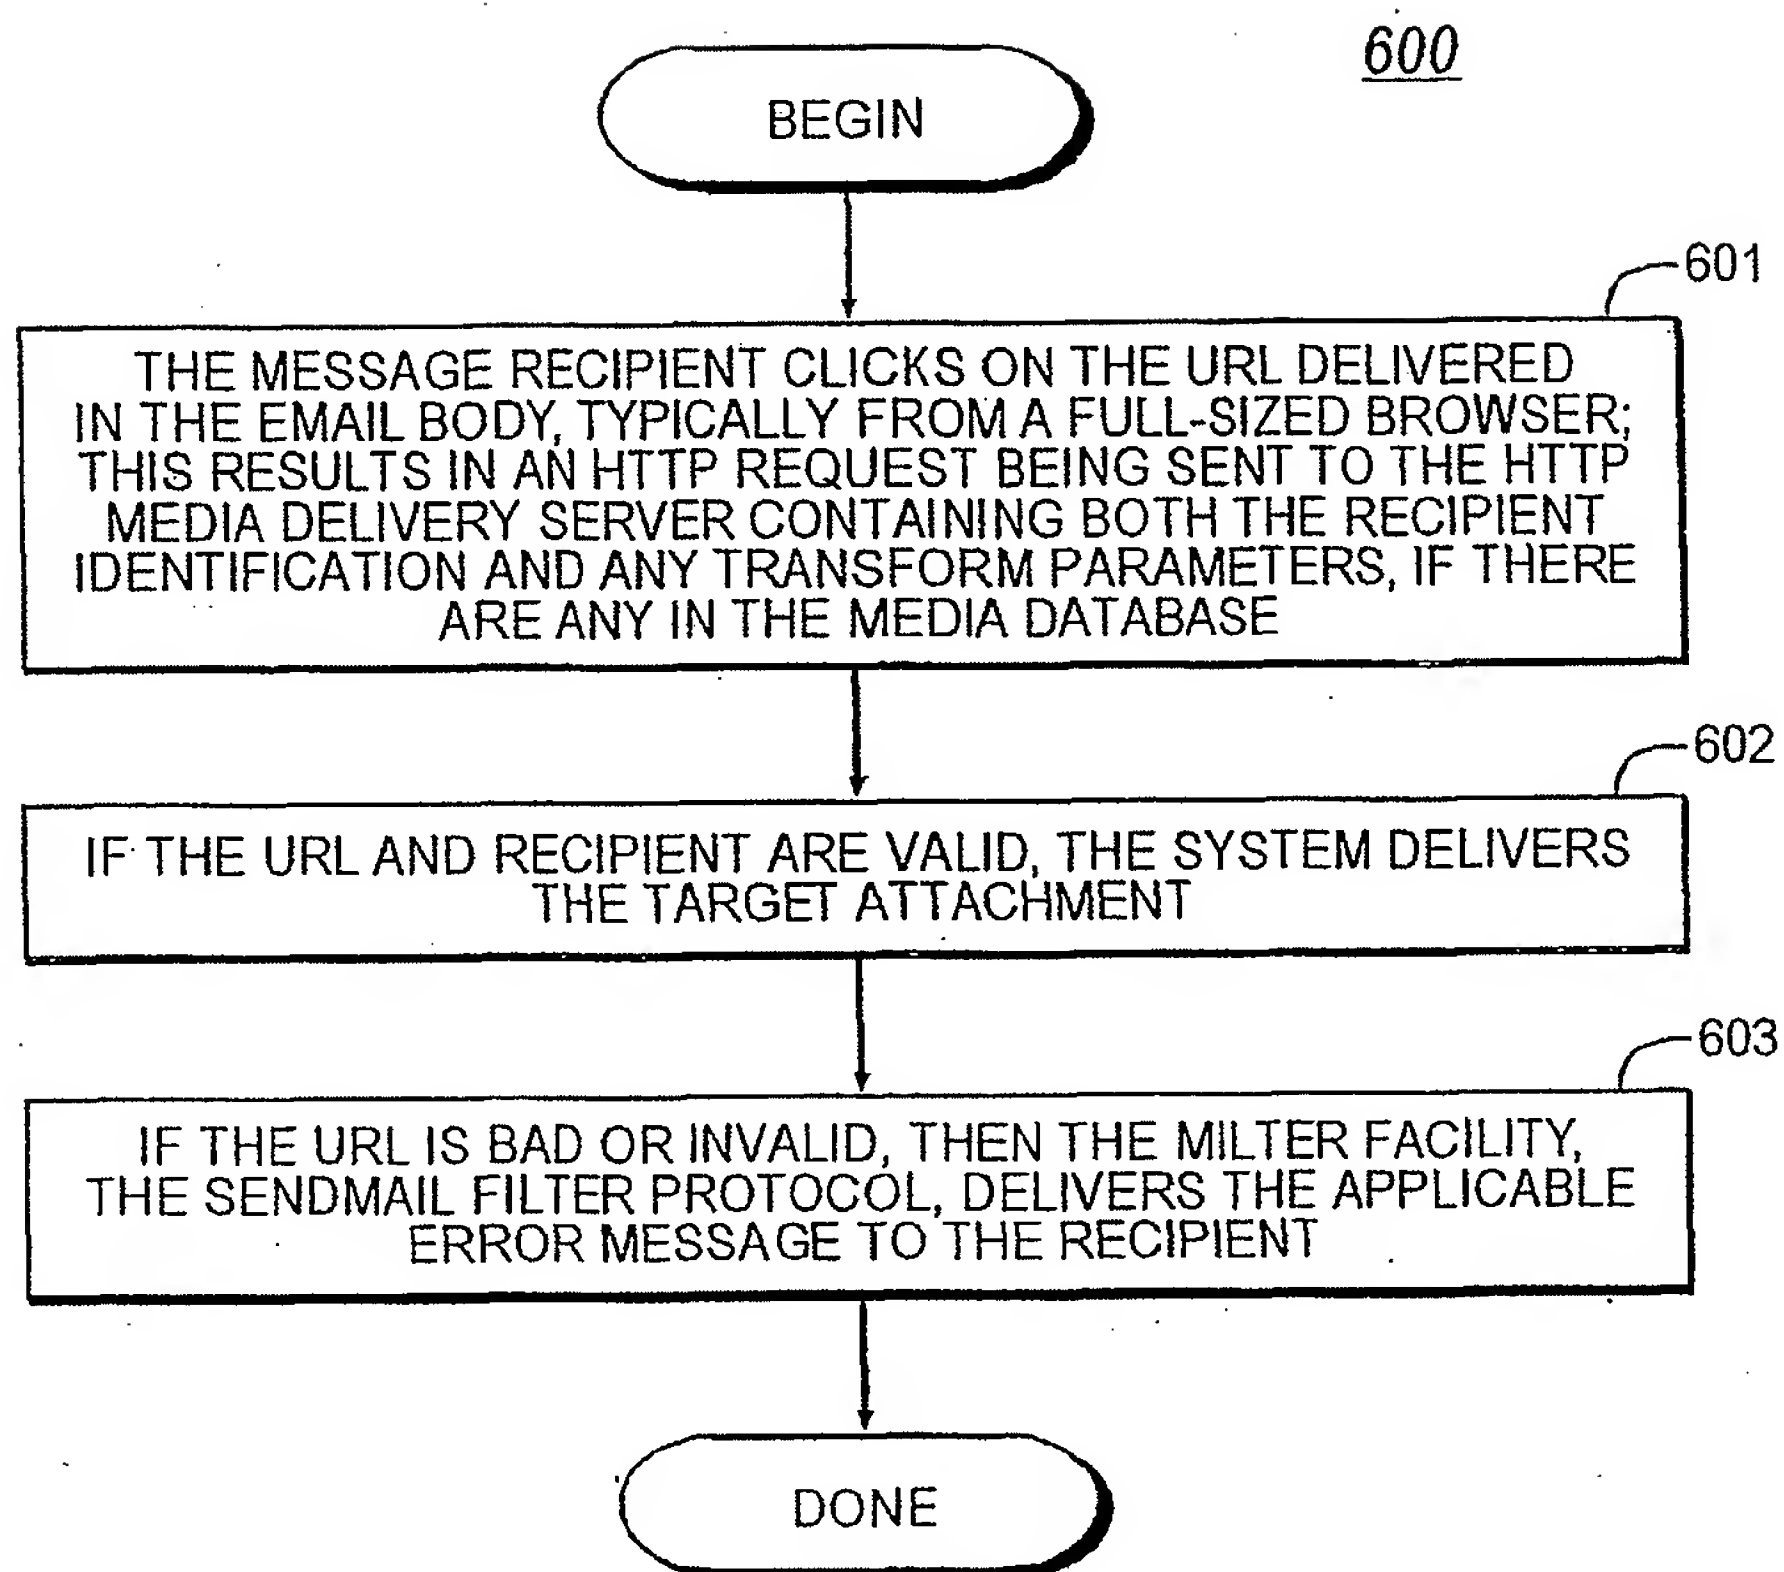 600
BEGIN
601
THE MESSAGE RECIPIENT CLICKS ON THE URL DELIVERED
IN THE EMAIL BODY, TYPICALLY FROM A FULL-SIZED BROWSER;
THIS RESULTS IN AN HTTP REQUEST BEING SENT TO THE HTTP
MEDIA DELIVERY SERVER CONTAINING BOTH THE RECIPIENT
IDENTIFICATION AND ANY TRANSFORM PARAMETERS, IF THERE
ARE ANY IN THE MEDIA DATABASE
602
IF THE URL AND RECIPIENT ARE VALID, THE SYSTEM DELIVERS
THE TARGET ATTACHMENT
603
IF THE URL IS BAD OR INVALID, THEN THE MILTER FACILITY,
THE SENDMAIL FILTER PROTOCOL, DELIVERS THE APPLICABLE
ERROR MESSAGE TO THE RECIPIENT
DONE